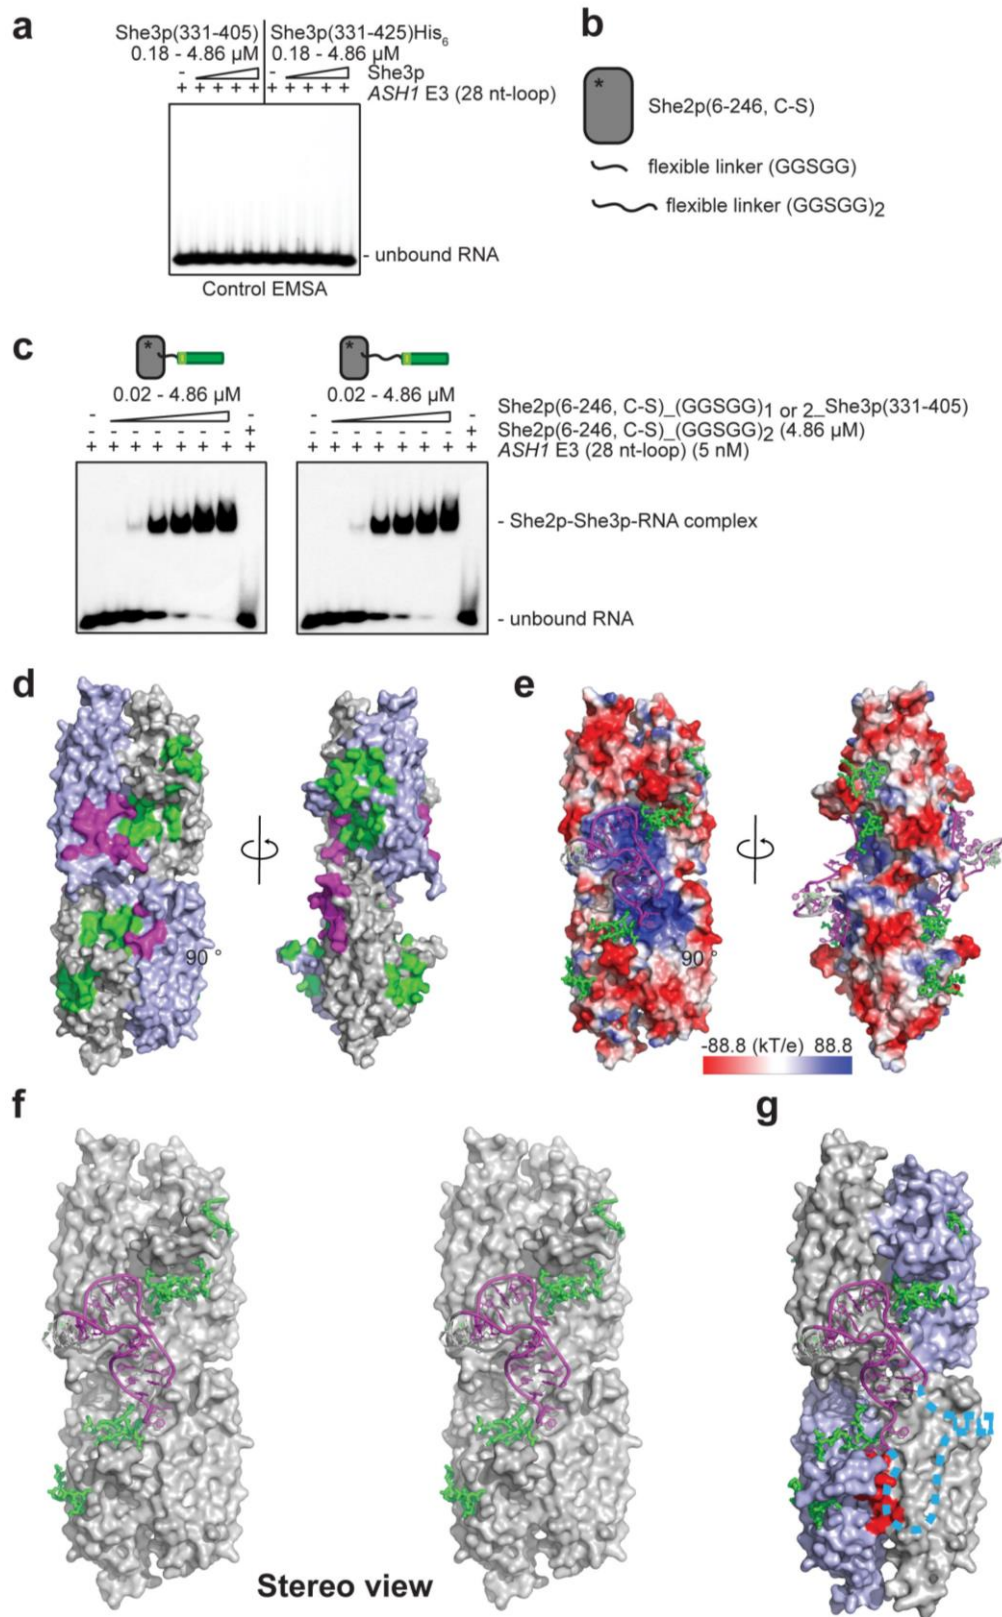 a
She3p(331-405) She3p(331-425)His6
0.18 - 4.86 µM 0.18 - 4.86 µM
- - She3p
+ + + + + + + + + + ASH1 E3 (28 nt-loop)
- unbound RNA
Control EMSA
b
*
She2p(6-246, C-S)
flexible linker (GGSGG)
flexible linker (GGSGG)2
c
* *
0.02 - 4.86 µM 0.02 - 4.86 µM
- - - - She2p(6-246, C-S)_(GGSGG)1 or 2_She3p(331-405)
- - - - - - - + - - - - - - - + She2p(6-246, C-S)_(GGSGG)2 (4.86 µM)
+ + + + + + + + + + + + + + + + ASH1 E3 (28 nt-loop) (5 nM)
- She2p-She3p-RNA complex
- unbound RNA
d
90 °
e
90 °
-88.8 (kT/e) 88.8
f
Stereo view
g